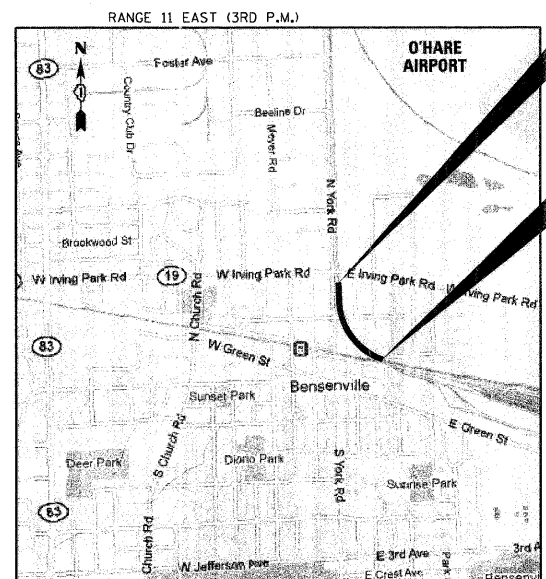 RANGE 11 EAST (3RD P.M.)
N
83
Foster Ave
O'HARE
AIRPORT
Country Club Dr
Beeline Dr
Meyer Rd
N York Rd
Brookwood St
W Irving Park Rd
19
W Irving Park Rd
E Irving Park Rd
W Irving Park Rd
N Church Rd
83
W Green St
Bensenville
Sunset Park
E Green St
S Church Rd
Deer Park
Diono Park
S York Rd
Sunrise Park
83
Church Rd
E 3rd Ave
3rd A
W Jefferson Ave
E Crest Ave
Park
Bensenvill